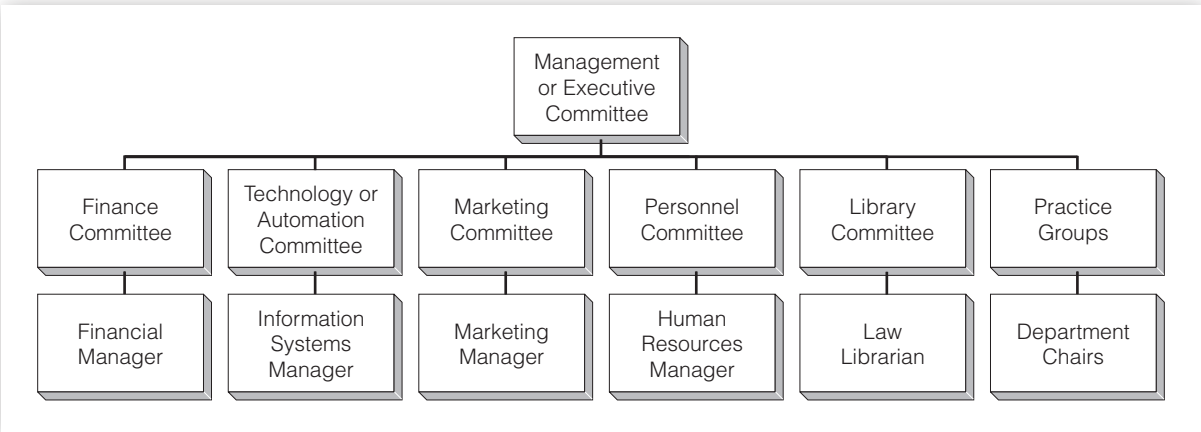 Management
or Executive
Committee
Finance
Committee
Technology or
Automation
Committee
Marketing
Committee
Personnel
Committee
Library
Committee
Practice
Groups
Financial
Manager
Information
Systems
Manager
Marketing
Manager
Human
Resources
Manager
Law
Librarian
Department
Chairs